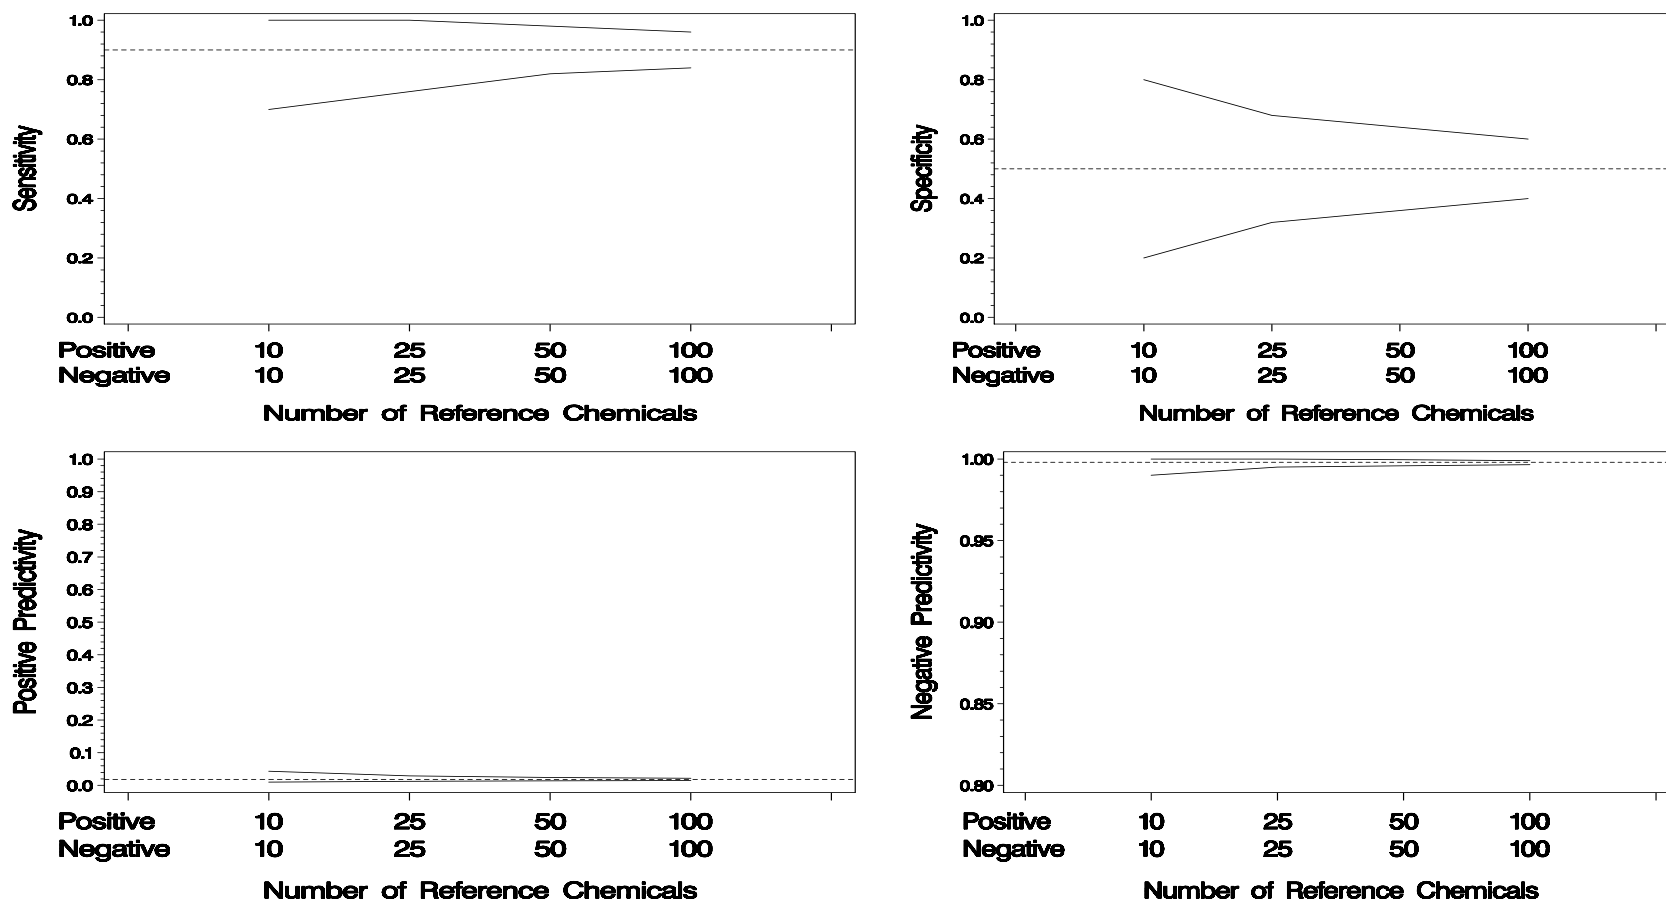 1.0
0.8
0.6
0.4
0.2
0.0
Sensitivity
Positive 10 25 50 100
Negative 10 25 50 100
Number of Reference Chemicals
1.0
0.8
0.6
0.4
0.2
0.0
Specificity
Positive 10 25 50 100
Negative 10 25 50 100
Number of Reference Chemicals
1.0
0.9
0.8
0.7
0.6
0.5
0.4
0.3
0.2
0.1
0.0
Positive Predictivity
Positive 10 25 50 100
Negative 10 25 50 100
Number of Reference Chemicals
1.00
0.95
0.90
0.85
0.80
Negative Predictivity
Positive 10 25 50 100
Negative 10 25 50 100
Number of Reference Chemicals